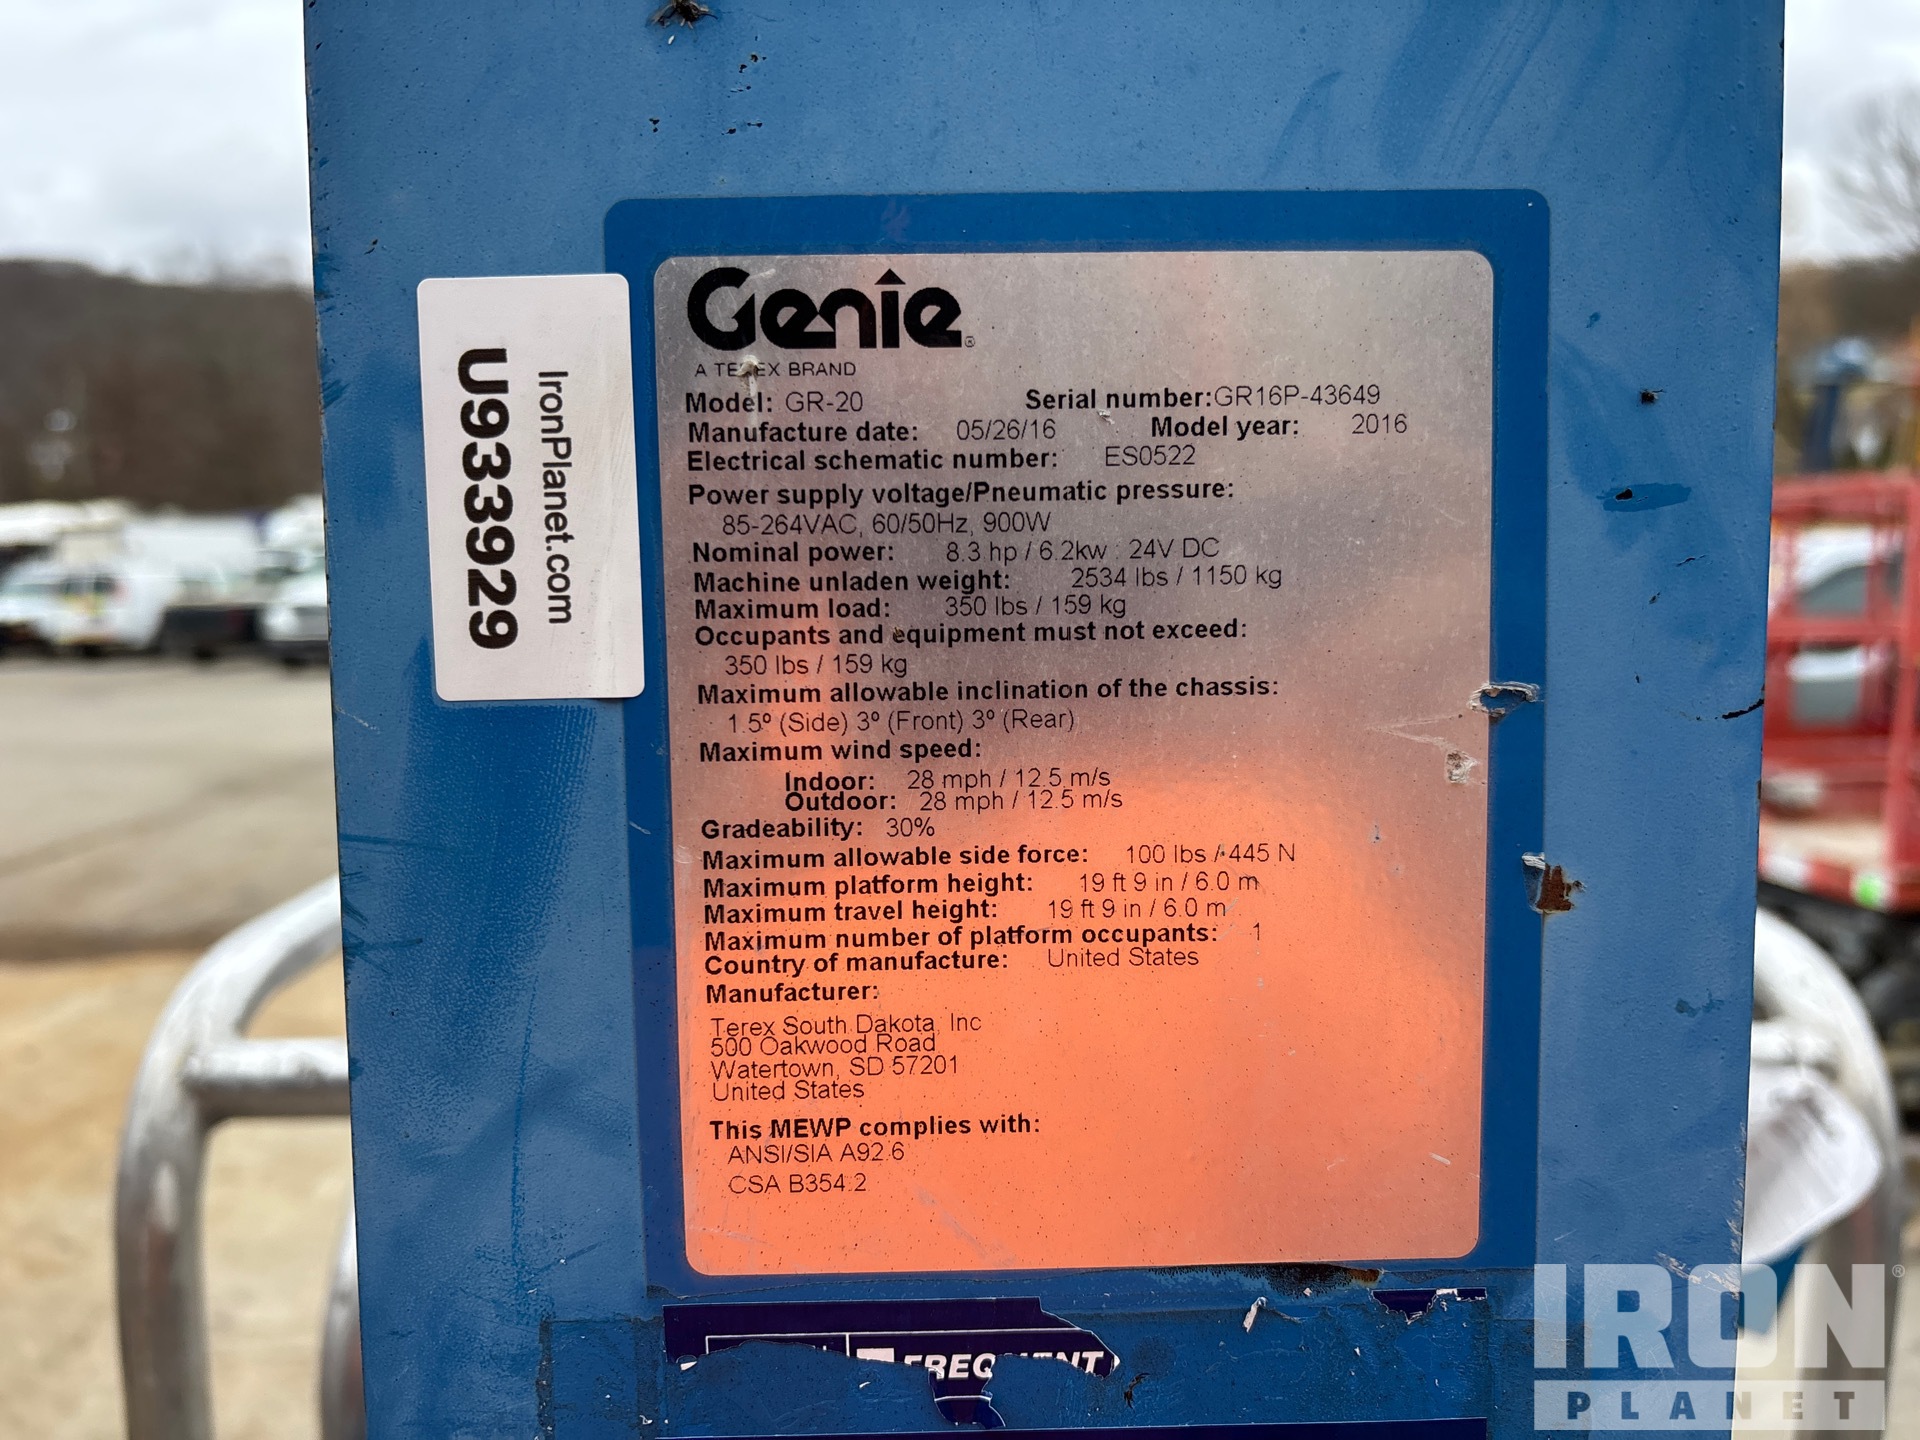 Genie®
A TEREX BRAND
Model: GR-20 Serial number:GR16P-43649
Manufacture date: 05/26/16 Model year: 2016
Electrical schematic number: ES0522
Power supply voltage/Pneumatic pressure:
85-264VAC, 60/50Hz, 900W
Nominal power: 8.3 hp / 6.2kw : 24V DC
Machine unladen weight: 2534 lbs / 1150 kg
Maximum load: 350 lbs / 159 kg
Occupants and equipment must not exceed:
350 lbs / 159 kg
Maximum allowable inclination of the chassis:
1.5º (Side) 3º (Front) 3º (Rear)
Maximum wind speed:
Indoor: 28 mph / 12.5 m/s
Outdoor: 28 mph / 12.5 m/s
Gradeability: 30%
Maximum allowable side force: 100 lbs / 445 N
Maximum platform height: 19 ft 9 in / 6.0 m
Maximum travel height: 19 ft 9 in / 6.0 m
Maximum number of platform occupants: 1
Country of manufacture: United States
Manufacturer:
Terex South Dakota, Inc
500 Oakwood Road
Watertown, SD 57201
United States
This MEWP complies with:
ANSI/SIA A92.6
CSA B354.2
IronPlanet.com
U933929
IRON®
PLANET